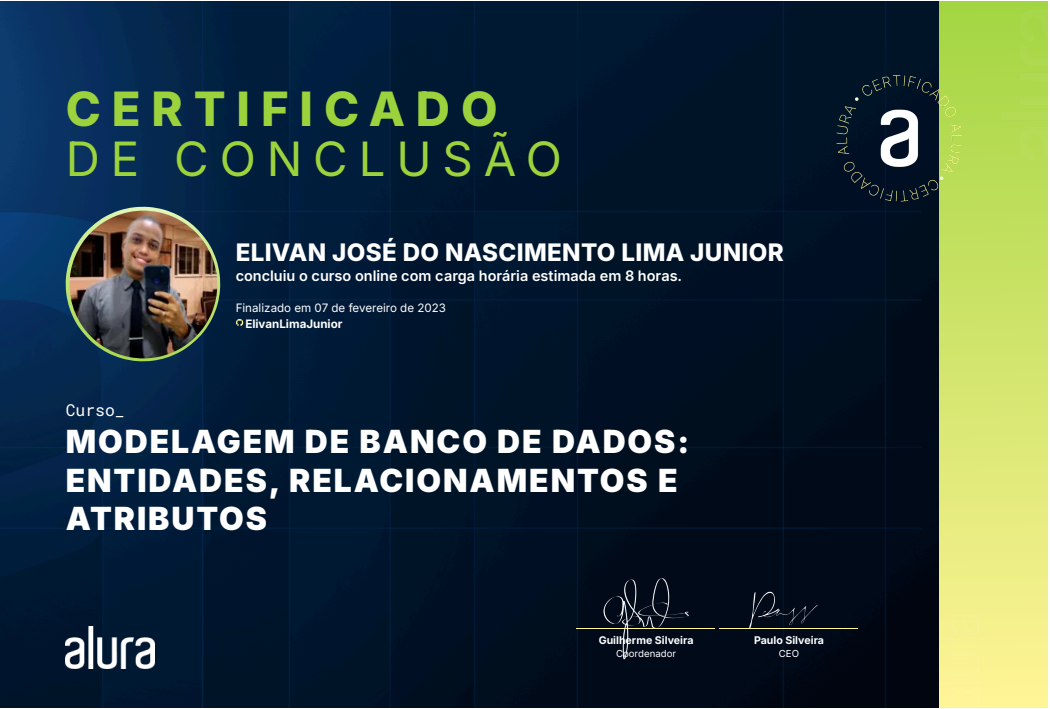 CERTIFICADO
DE CONCLUSÃO
CERTIFICADO ALURA • CERTIFICADO ALURA •
a
ELIVAN JOSÉ DO NASCIMENTO LIMA JUNIOR
concluiu o curso online com carga horária estimada em 8 horas.
Finalizado em 07 de fevereiro de 2023
ElivanLimaJunior
Curso_
MODELAGEM DE BANCO DE DADOS:
ENTIDADES, RELACIONAMENTOS E
ATRIBUTOS
Guilherme Silveira
Coordenador
Paulo Silveira
CEO
alura